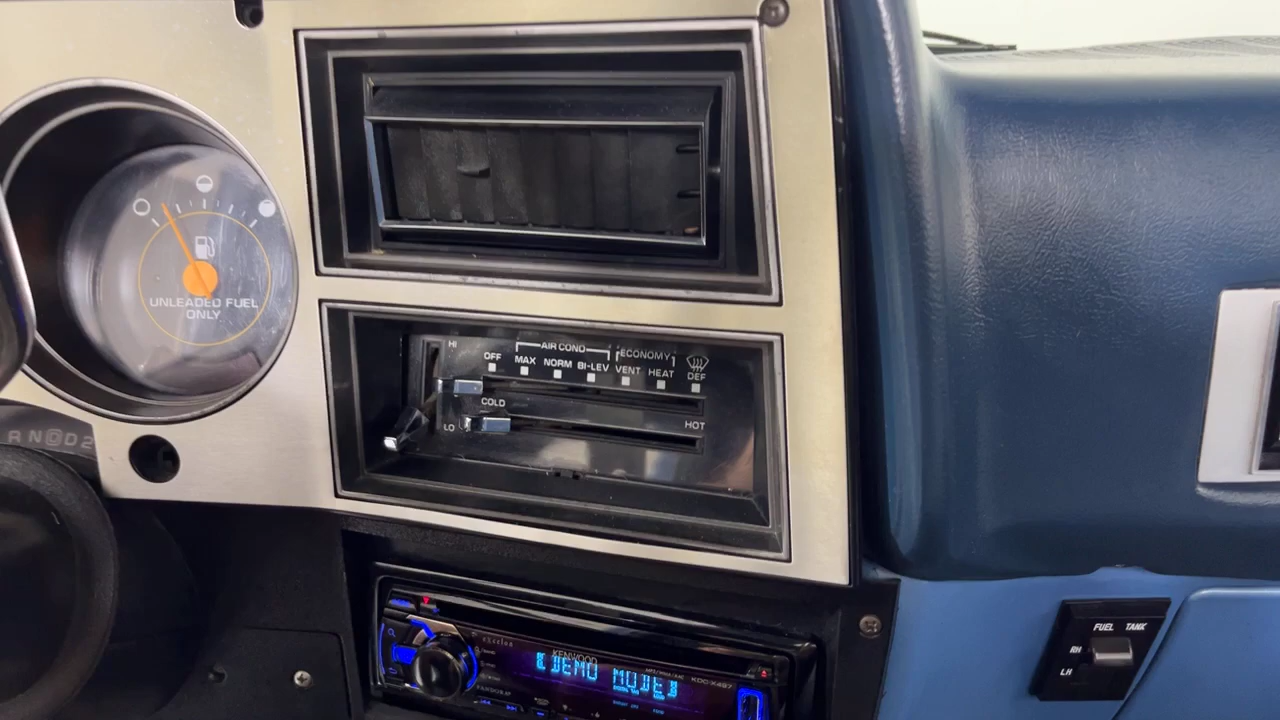 UNLEADED FUEL
ONLY
R N D 2
HI
OFF
AIR COND
MAX NORM BI-LEV
ECONOMY
VENT HEAT DEF
COLD
LO
HOT
FUEL TANK
RH
LH
eXcelon
KENWOOD
KDC-X497
DEMO MODE